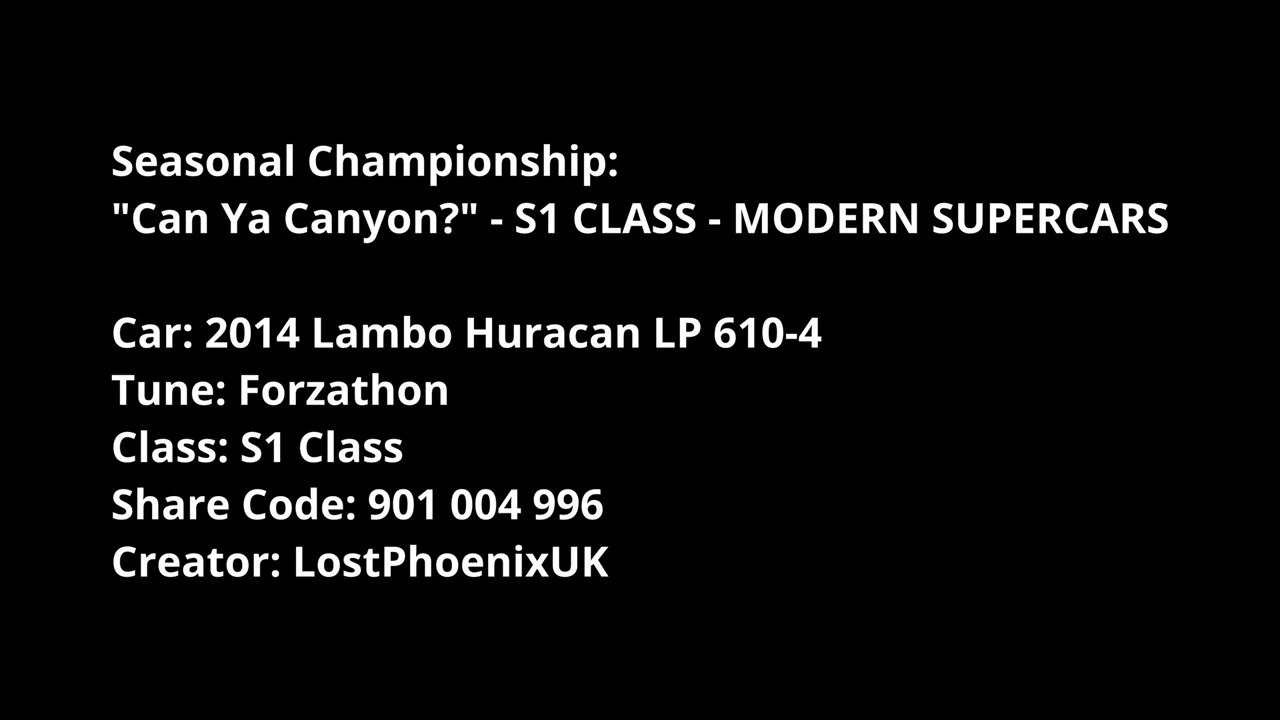 Seasonal Championship:
"Can Ya Canyon?" - S1 CLASS - MODERN SUPERCARS
Car: 2014 Lambo Huracan LP 610-4
Tune: Forzathon
Class: S1 Class
Share Code: 901 004 996
Creator: LostPhoenixUK